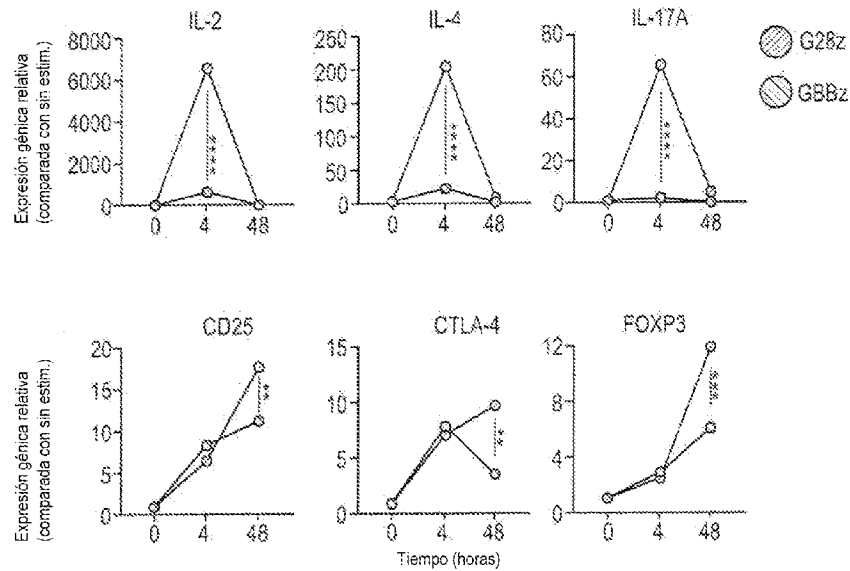 IL-2
IL-4
IL-17A
G28z
GBBz
Expresión génica relativa
(comparada con sin estim.)
8000
6000
4000
2000
0
0 4 48
****
250
200
150
100
50
0
0 4 48
****
80
60
40
20
0
0 4 48
****
CD25
CTLA-4
FOXP3
Expresión génica relativa
(comparada con sin estim.)
20
15
10
5
0
0 4 48
**
15
10
5
0
0 4 48
**
12
8
4
0
0 4 48
***
Tiempo (horas)